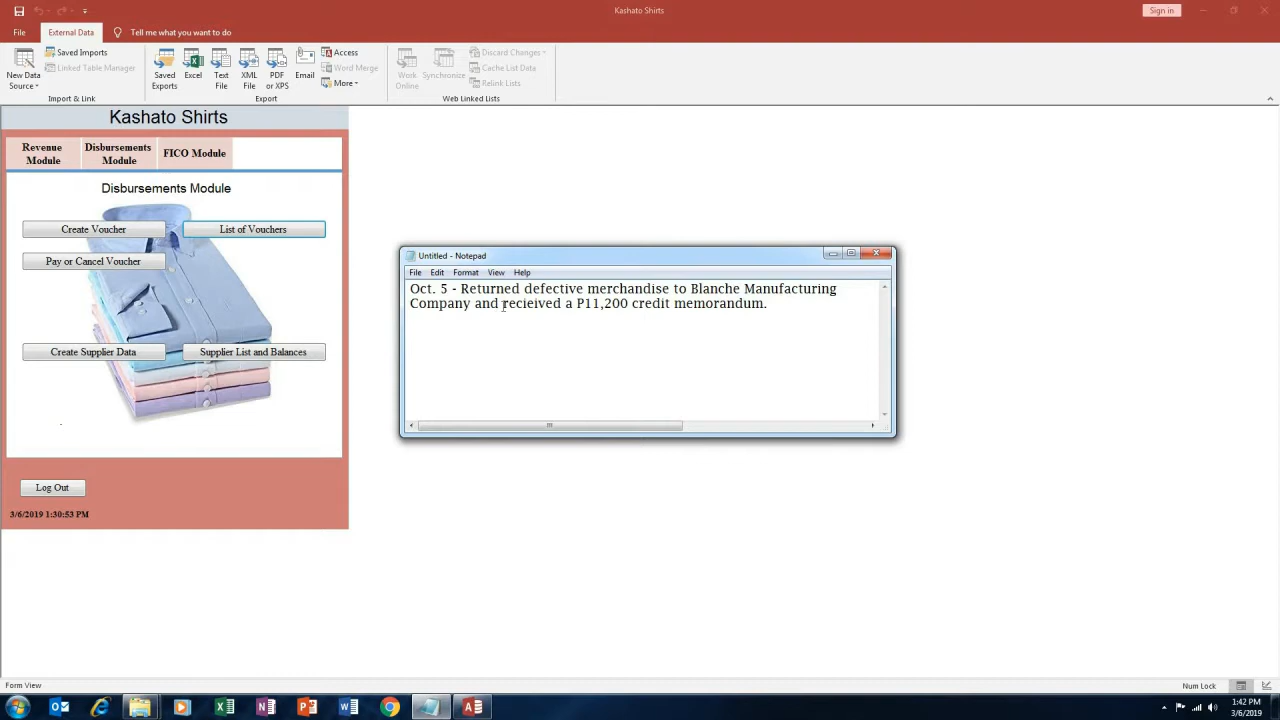 Kashato Shirts
Sign in
File
External Data
Tell me what you want to do
New Data Source
Saved Imports
Linked Table Manager
Import & Link
Saved Exports
Excel
Text File
XML File
PDF or XPS
Email
Access
Word Merge
More
Export
Work Online
Synchronize
Discard Changes
Cache List Data
Relink Lists
Web Linked Lists
Kashato Shirts
Revenue Module
Disbursements Module
FICO Module
Disbursements Module
Create Voucher
List of Vouchers
Pay or Cancel Voucher
Create Supplier Data
Supplier List and Balances
Log Out
3/6/2019 1:30:53 PM
Untitled - Notepad
File Edit Format View Help
Oct. 5 - Returned defective merchandise to Blanche Manufacturing
Company and recieived a P11,200 credit memorandum.
Form View
Num Lock
1:42 PM
3/6/2019